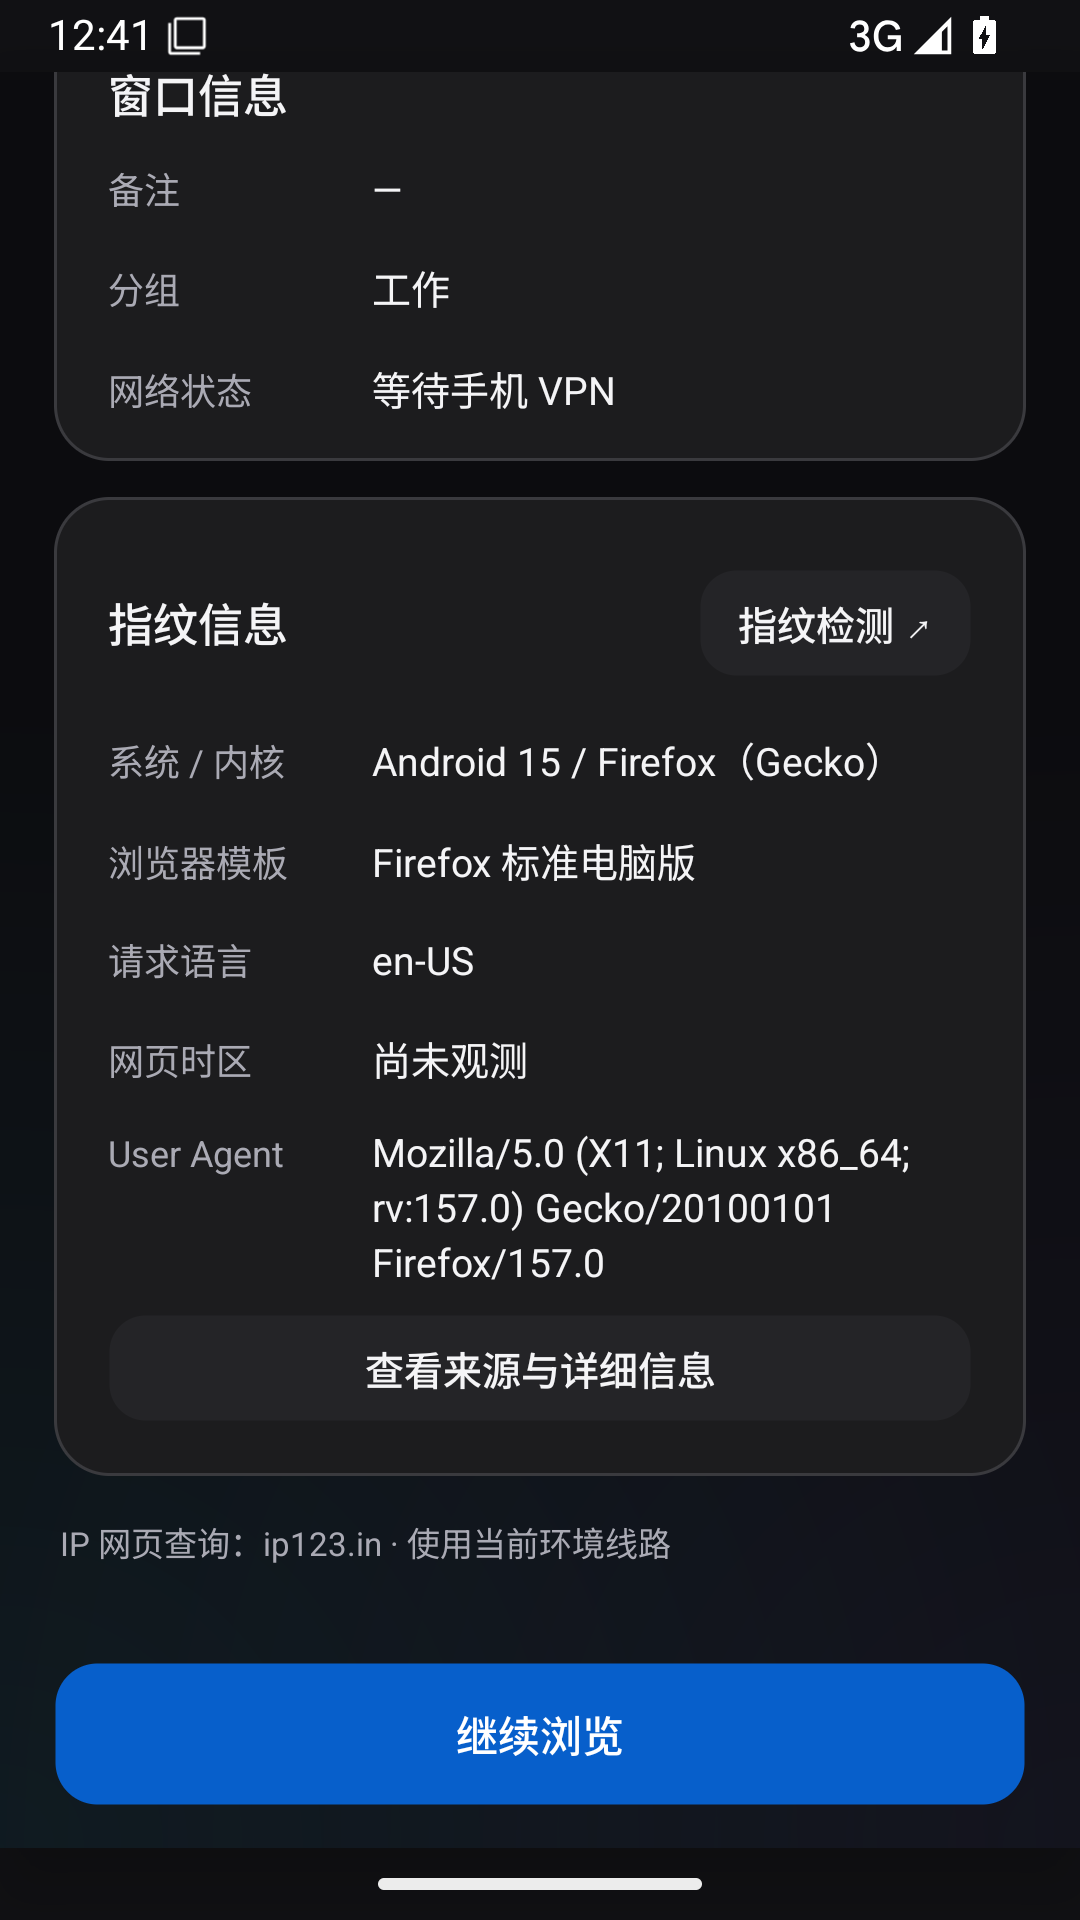 12:41
3G
窗口信息
备注 —
分组 工作
网络状态 等待手机 VPN
指纹信息
指纹检测 ↗
系统 / 内核 Android 15 / Firefox（Gecko）
浏览器模板 Firefox 标准电脑版
请求语言 en-US
网页时区 尚未观测
User Agent Mozilla/5.0 (X11; Linux x86_64;
rv:157.0) Gecko/20100101
Firefox/157.0
查看来源与详细信息
IP 网页查询：ip123.in · 使用当前环境线路
继续浏览